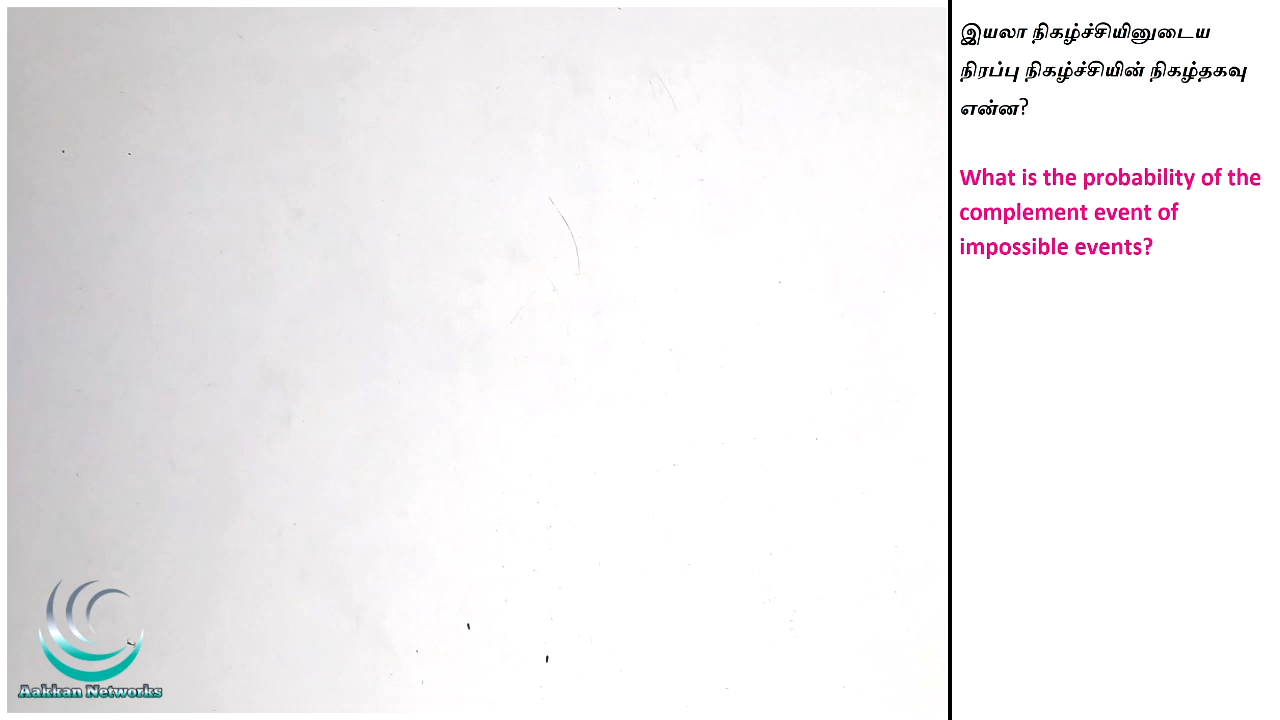 இயலா நிகழ்ச்சியினுடைய
நிரப்பு நிகழ்ச்சியின் நிகழ்தகவு
என்ன?
What is the probability of the
complement event of
impossible events?
Aakkan Networks